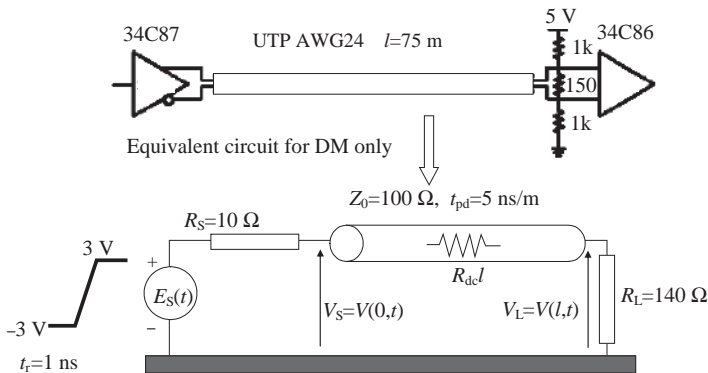 5 V
34C87
UTP AWG24 l=75 m
34C86
1k
150
1k
Equivalent circuit for DM only
Z0=100 Ω, tpd=5 ns/m
RS=10 Ω
3 V
+
ES(t)
−
–3 V
tr=1 ns
Rdcl
VS=V(0,t)
VL=V(l,t)
RL=140 Ω